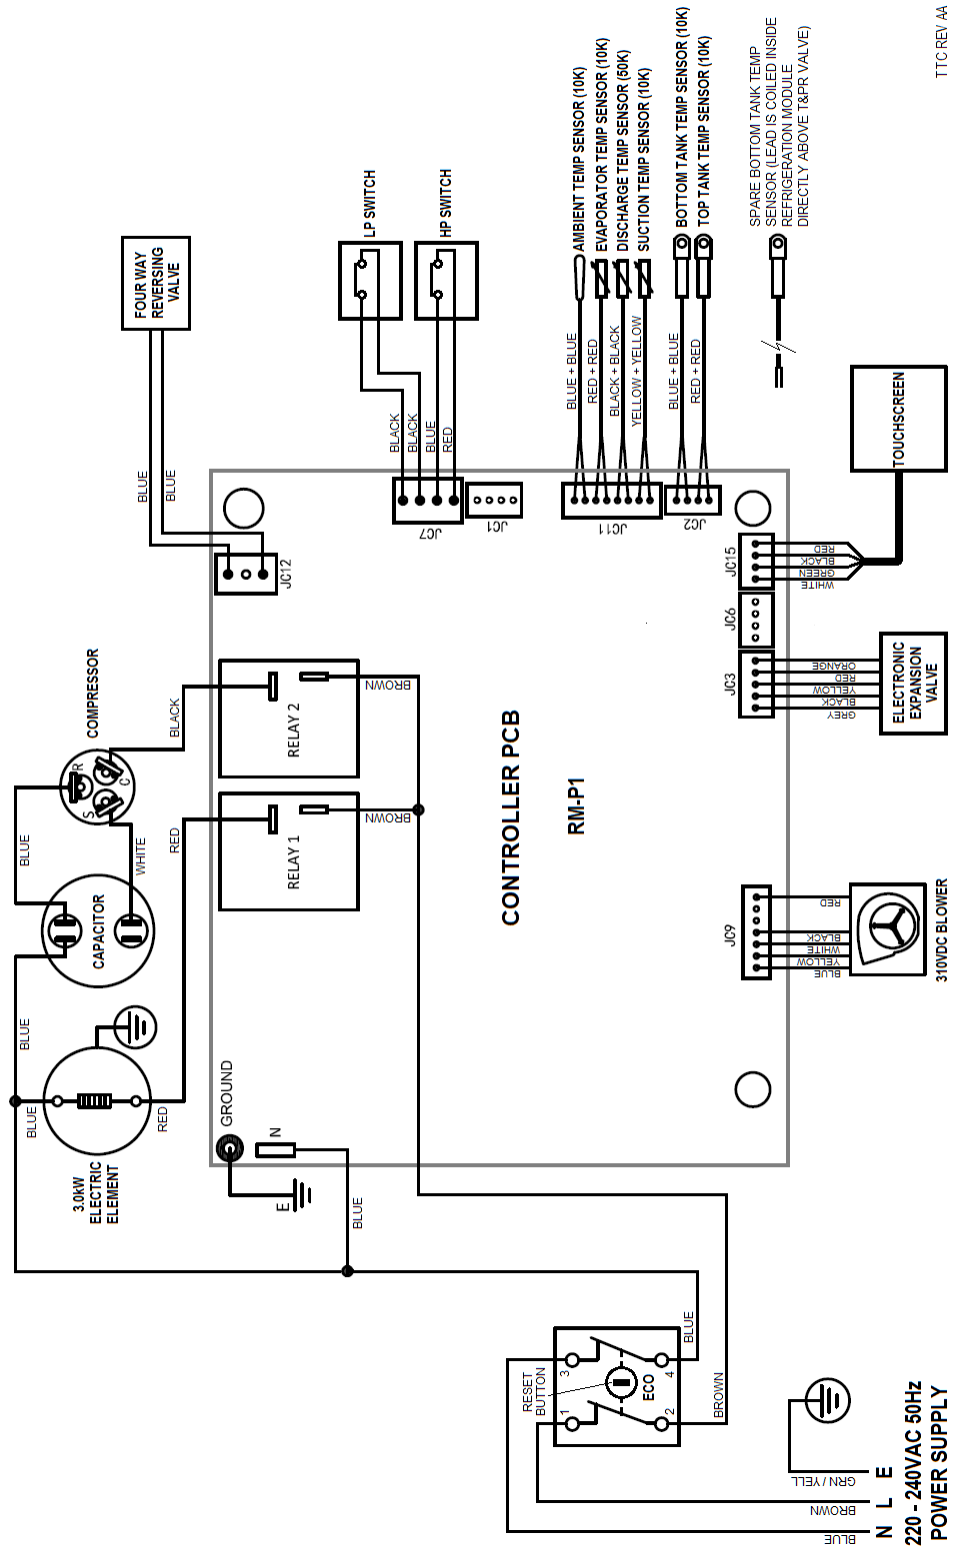 TTC REV AA
FOUR WAY
REVERSING
VALVE
BLUE
BLUE
LP SWITCH
HP SWITCH
BLACK
BLACK
BLUE
RED
AMBIENT TEMP SENSOR (10K)
EVAPORATOR TEMP SENSOR (10K)
DISCHARGE TEMP SENSOR (50K)
SUCTION TEMP SENSOR (10K)
BOTTOM TANK TEMP SENSOR (10K)
TOP TANK TEMP SENSOR (10K)
SPARE BOTTOM TANK TEMP
SENSOR (LEAD IS COILED INSIDE
REFRIGERATION MODULE
DIRECTLY ABOVE T&PR VALVE)
BLUE + BLUE
RED + RED
BLACK + BLACK
YELLOW + YELLOW
BLUE + BLUE
RED + RED
TOUCHSCREEN
JC12
JC7
JC1
JC11
JC2
JC15
RED
BLACK
GREEN
WHITE
JC6
JC3
ORANGE
RED
YELLOW
BLACK
GREY
ELECTRONIC
EXPANSION
VALVE
COMPRESSOR
R
C
S
BLACK
BLUE
WHITE
RED
RELAY 2
BROWN
RELAY 1
BROWN
CONTROLLER PCB
RM-P1
CAPACITOR
JC9
RED
BLACK
WHITE
YELLOW
BLUE
310VDC BLOWER
BLUE
BLUE
RED
3.0kW
ELECTRIC
ELEMENT
GROUND
N
E
BLUE
RESET
BUTTON
ECO
1
2
3
4
BLUE
BROWN
GRN / YELL
BROWN
BLUE
N L E
220 - 240VAC 50Hz
POWER SUPPLY